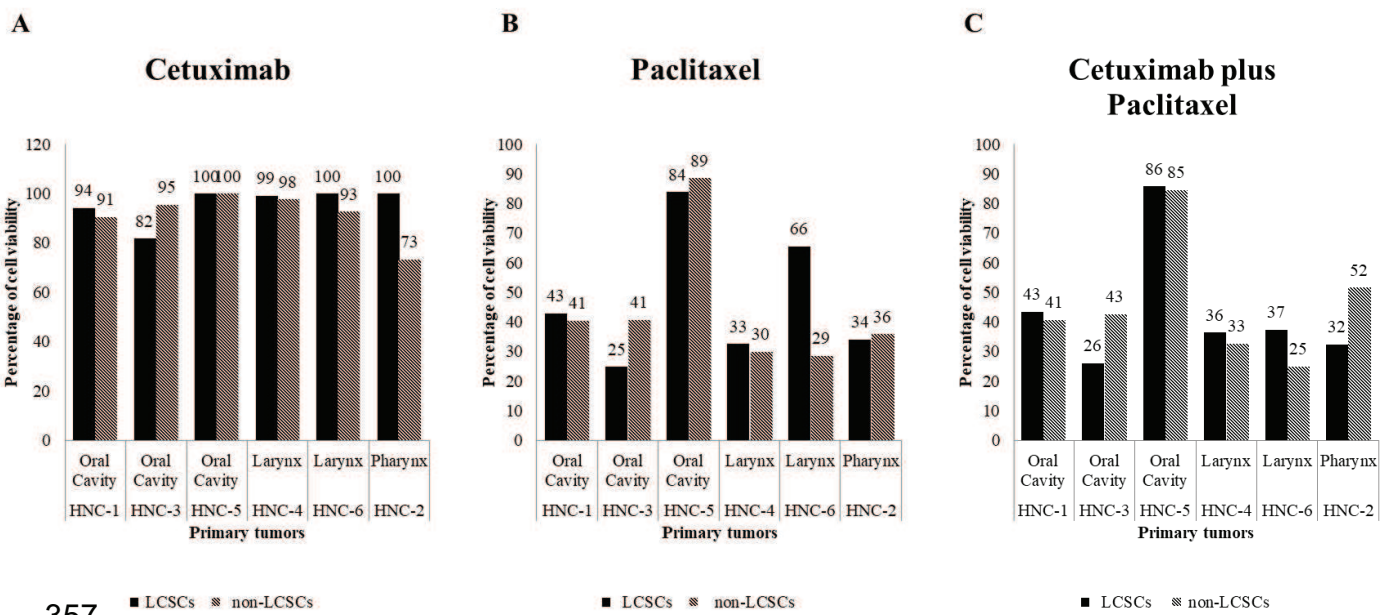 A
Cetuximab
Percentage of cell viability
120
100
80
60
40
20
0
94
91
82
95
100
100
99
98
100
93
100
73
Oral Cavity
Oral Cavity
Oral Cavity
Larynx
Larynx
Pharynx
HNC-1 HNC-3 HNC-5 HNC-4 HNC-6 HNC-2
Primary tumors
LCSCs non-LCSCs
B
Paclitaxel
Percentage of cell viability
100
90
80
70
60
50
40
30
20
10
0
43
41
25
41
84
89
33
30
66
29
34
36
Oral Cavity
Oral Cavity
Oral Cavity
Larynx
Larynx
Pharynx
HNC-1 HNC-3 HNC-5 HNC-4 HNC-6 HNC-2
Primary tumors
LCSCs non-LCSCs
C
Cetuximab plus
Paclitaxel
Percentage of cell viability
100
90
80
70
60
50
40
30
20
10
0
43
41
26
43
86
85
36
33
37
25
32
52
Oral Cavity
Oral Cavity
Oral Cavity
Larynx
Larynx
Pharynx
HNC-1 HNC-3 HNC-5 HNC-4 HNC-6 HNC-2
Primary tumors
LCSCs non-LCSCs
357